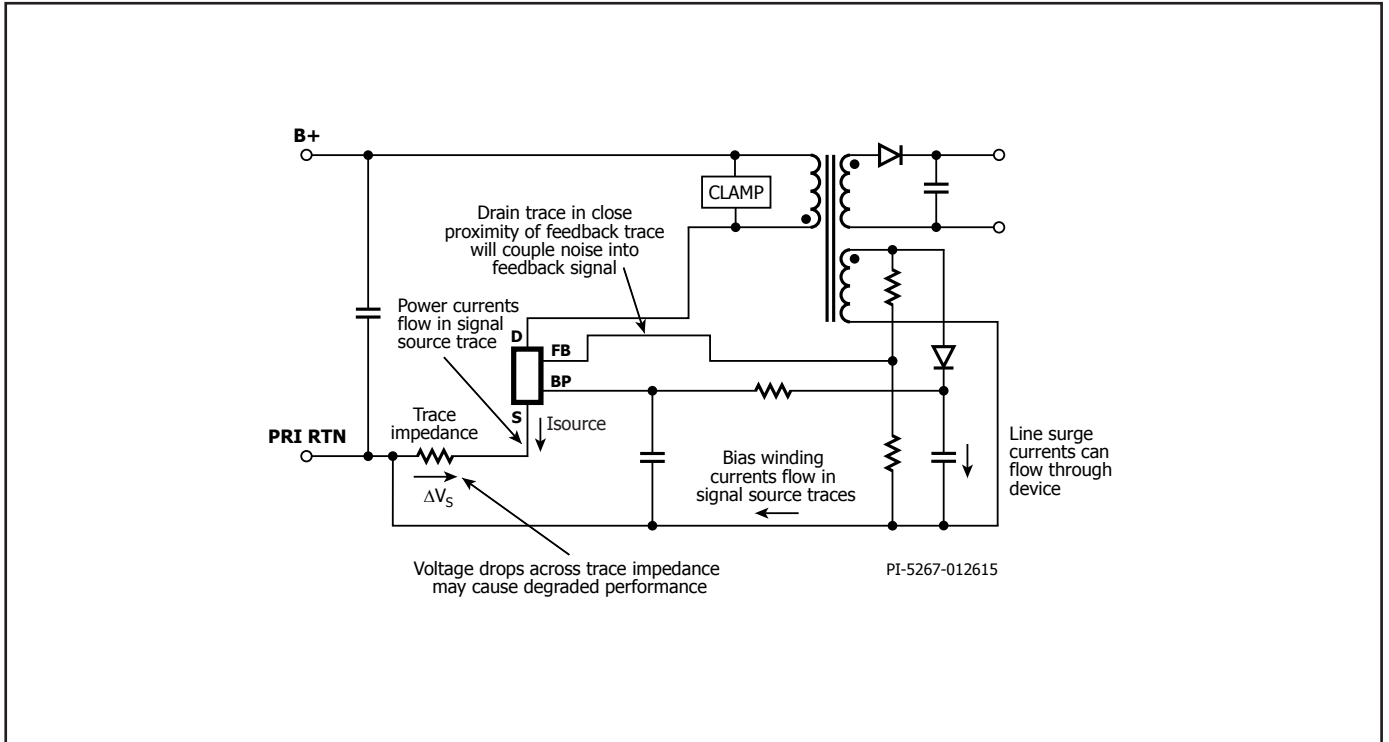 B+
CLAMP
Drain trace in close
proximity of feedback trace
will couple noise into
feedback signal
Power currents
flow in signal
source trace
D
FB
BP
S
Isource
Trace
impedance
PRI RTN
ΔVS
Bias winding
currents flow in
signal source traces
Line surge
currents can
flow through
device
Voltage drops across trace impedance
may cause degraded performance
PI-5267-012615